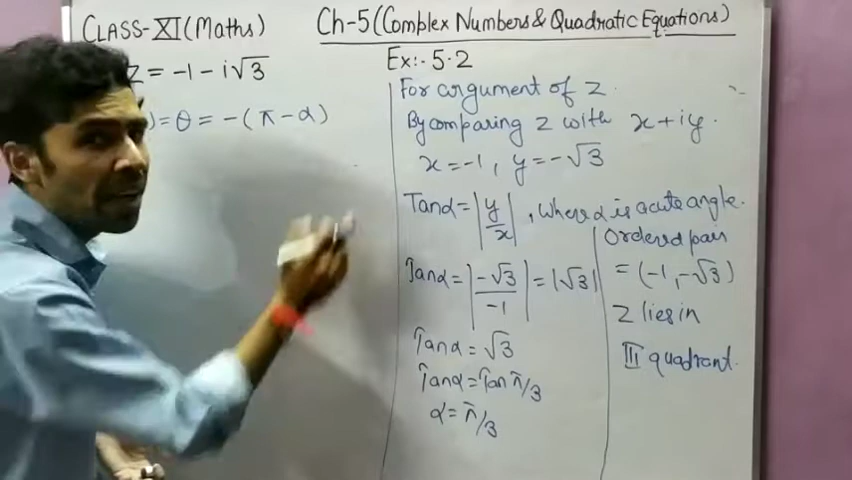 CLASS-XI (Maths)
Ch-5 (Complex Numbers & Quadratic Equations)
Ex:- 5.2
z = -1 - i√3
) = θ = -(π - α)
For argument of z.
By comparing z with x + iy.
x = -1, y = -√3
Tanα = |y/x|, where α is acute angle.
Tanα = |-√3/-1| = |√3|
Tanα = √3
Tanα = Tan π/3
α = π/3
Ordered pair
= (-1, -√3)
Z lies in
III quadrant.